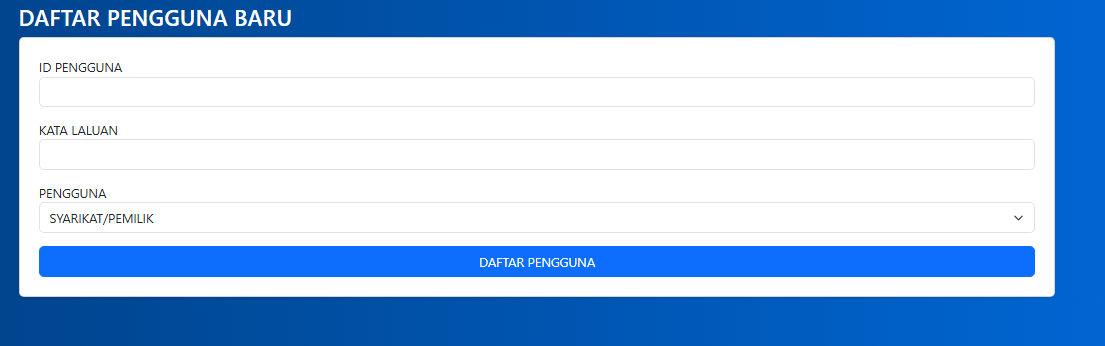 DAFTAR PENGGUNA BARU
ID PENGGUNA
KATA LALUAN
PENGGUNA
SYARIKAT/PEMILIK
DAFTAR PENGGUNA